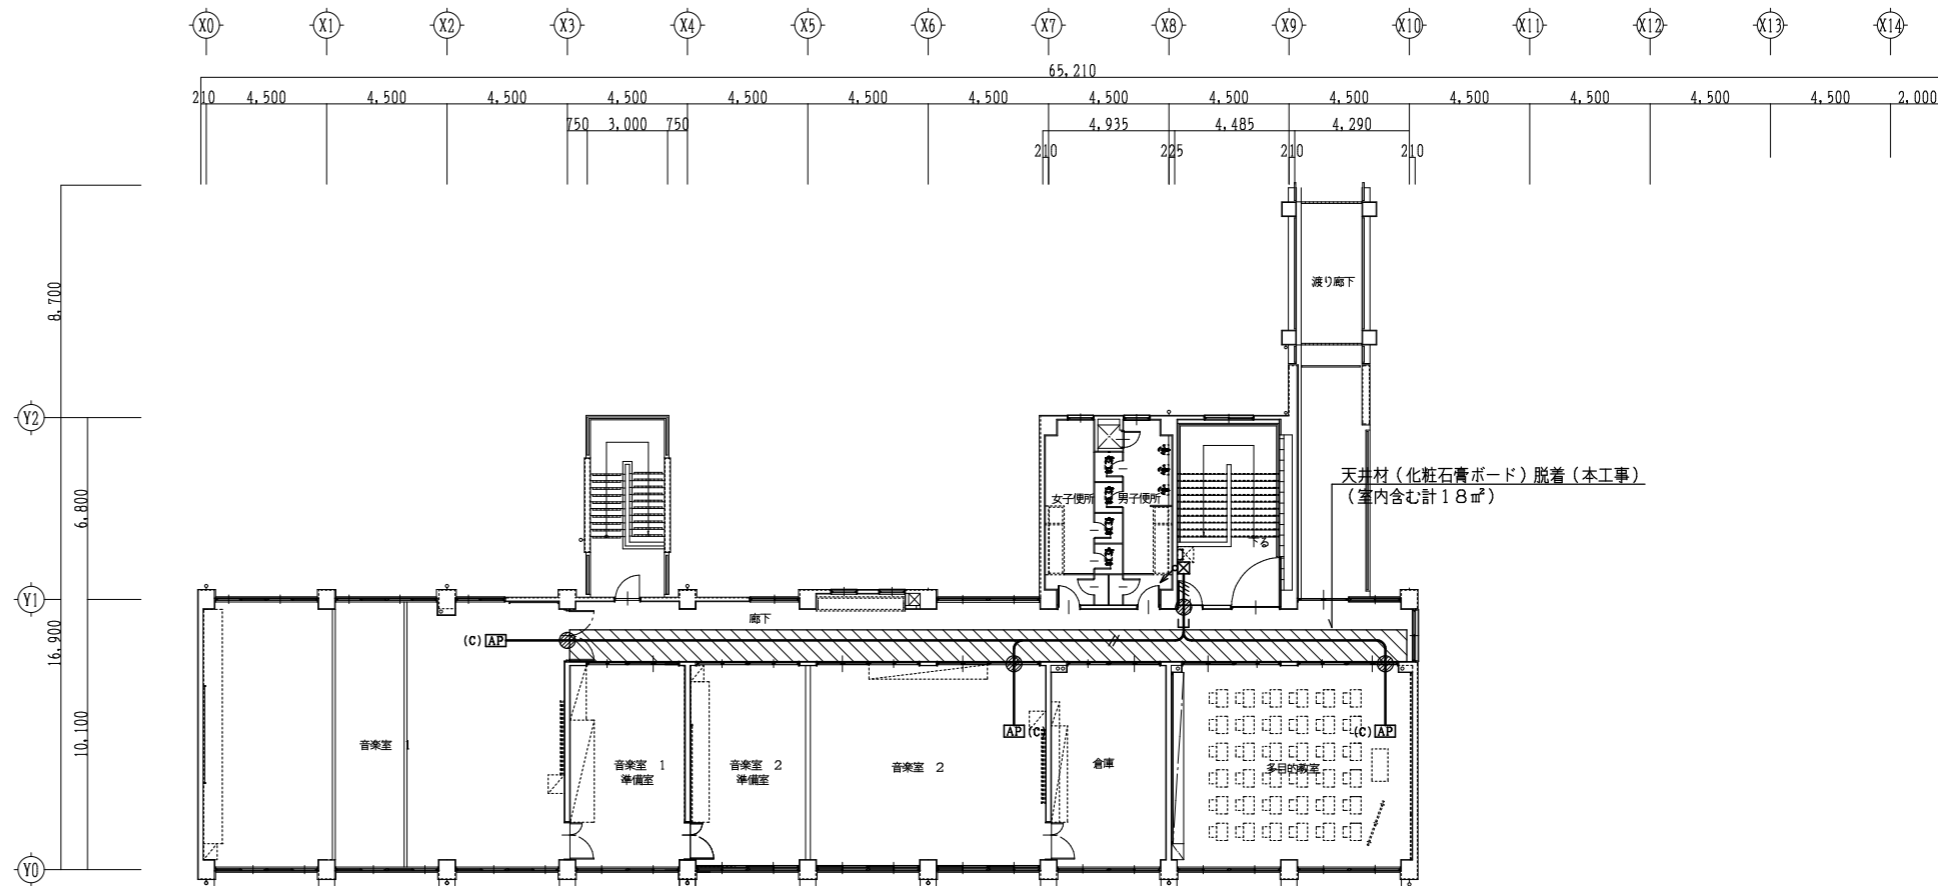 X0 X1 X2 X3 X4 X5 X6 X7 X8 X9 X10 X11 X12 X13 X14
65,210
210 4,500 4,500 4,500 4,500 4,500 4,500 4,500 4,500 4,500 4,500 4,500 4,500 4,500 4,500 2,000
750 3,000 750 4,935 4,485 4,290
210 225 210 210
8,700
渡り廊下
Y2
天井材（化粧石膏ボード）脱着（本工事）
（室内含む計１８㎡）
女子便所 男子便所
6,800
下る
Y1
廊下
16,900
(C) AP
10,100
AP (C)
(C) AP
音楽室 1
音楽室 1
準備室
音楽室 2
準備室
音楽室 2
倉庫
多目的教室
Y0